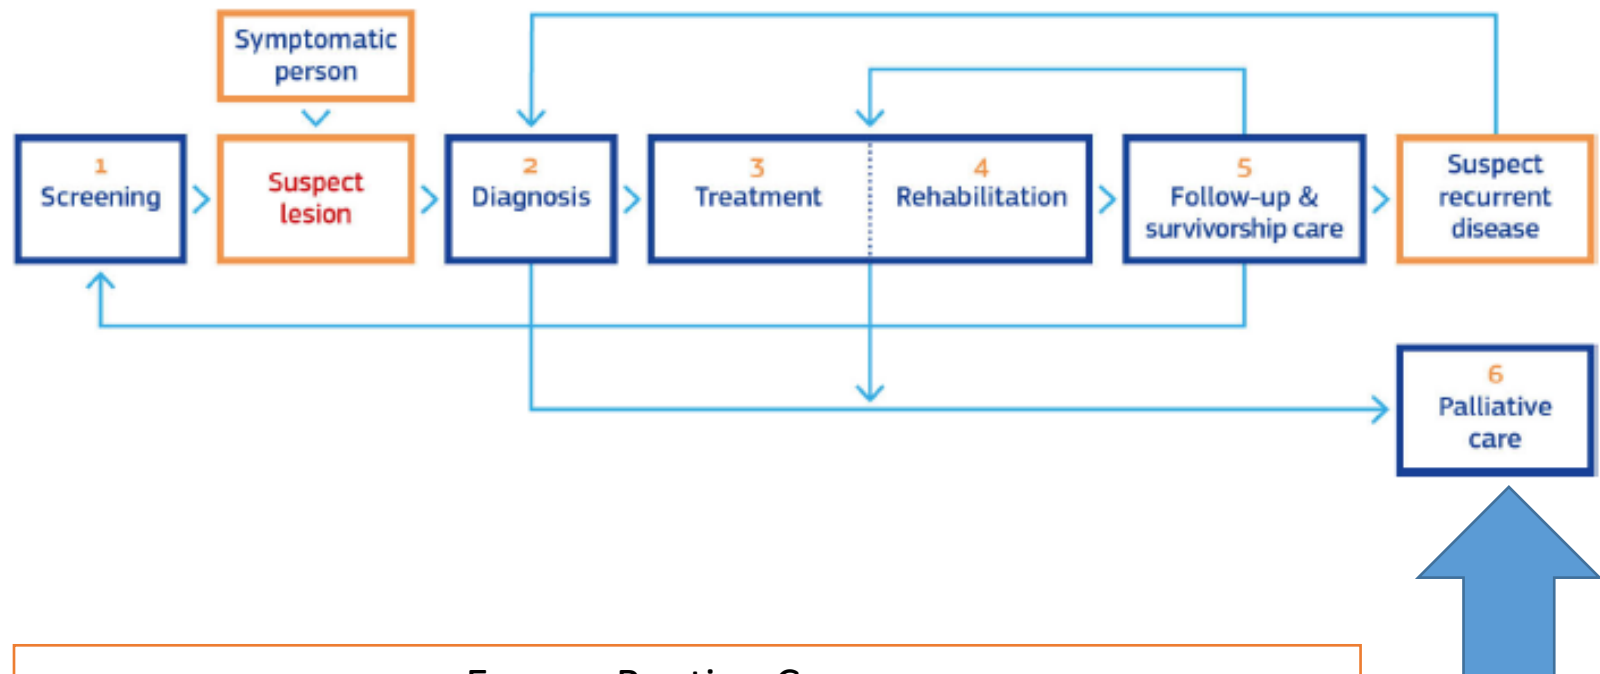 Symptomatic
person
1
Screening
Suspect
lesion
2
Diagnosis
3
Treatment
4
Rehabilitation
5
Follow-up &
survivorship care
Suspect
recurrent
disease
6
Palliative
care